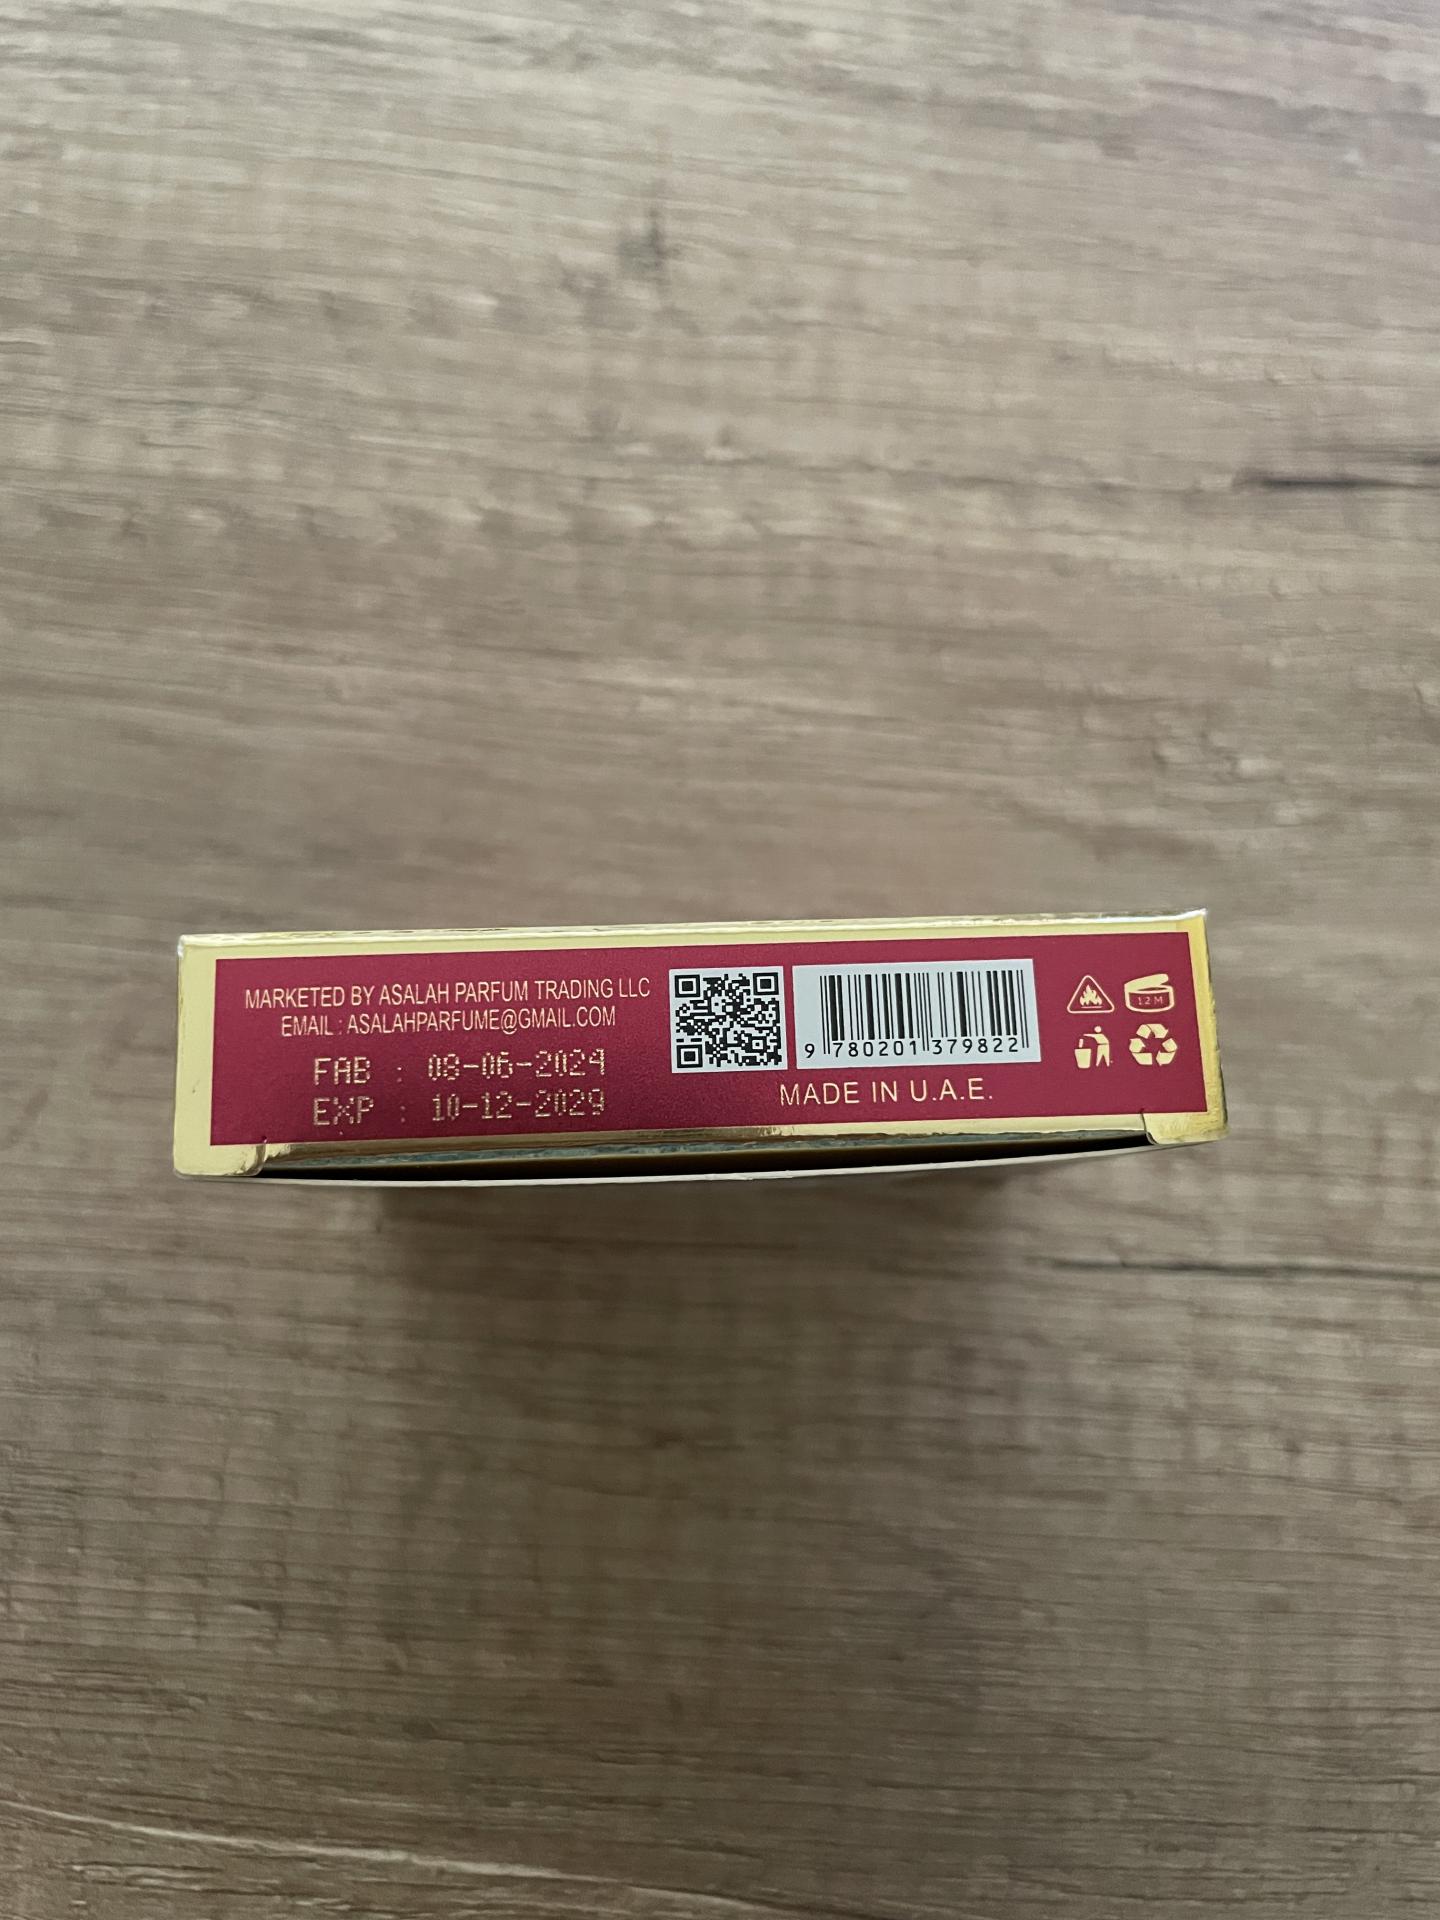 MARKETED BY ASALAH PARFUM TRADING LLC
EMAIL : ASALAHPARFUME@GMAIL.COM
FAB : 08-06-2024
EXP : 10-12-2029
9 780201 379822
MADE IN U.A.E.
12 M